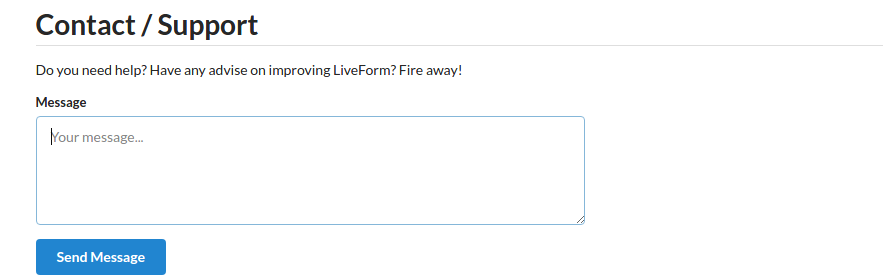 Contact / Support
Do you need help? Have any advise on improving LiveForm? Fire away!
Message
Your message...
Send Message